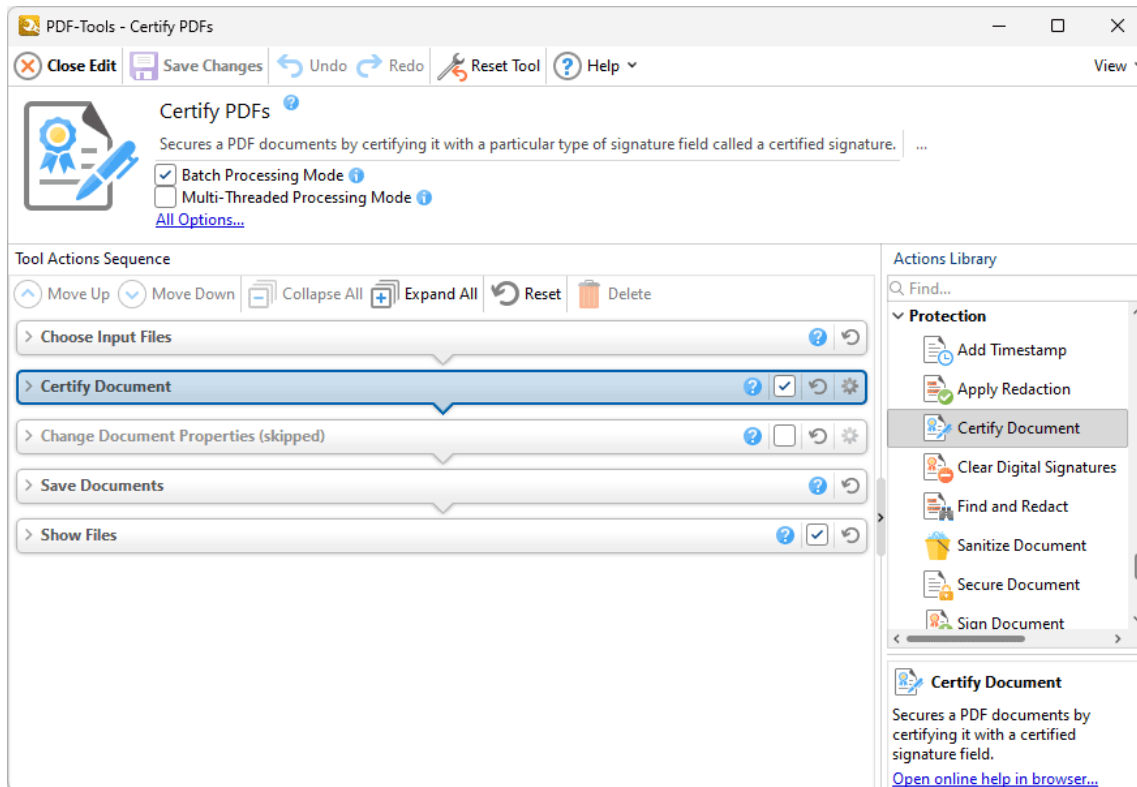 PDF-Tools - Certify PDFs
Close Edit Save Changes Undo Redo Reset Tool Help View
Certify PDFs
Secures a PDF documents by certifying it with a particular type of signature field called a certified signature. ...
Batch Processing Mode
Multi-Threaded Processing Mode
All Options...
Tool Actions Sequence
Move Up Move Down Collapse All Expand All Reset Delete
Choose Input Files
Certify Document
Change Document Properties (skipped)
Save Documents
Show Files
Actions Library
Find...
Protection
Add Timestamp
Apply Redaction
Certify Document
Clear Digital Signatures
Find and Redact
Sanitize Document
Secure Document
Sign Document
Certify Document
Secures a PDF documents by
certifying it with a certified
signature field.
Open online help in browser...